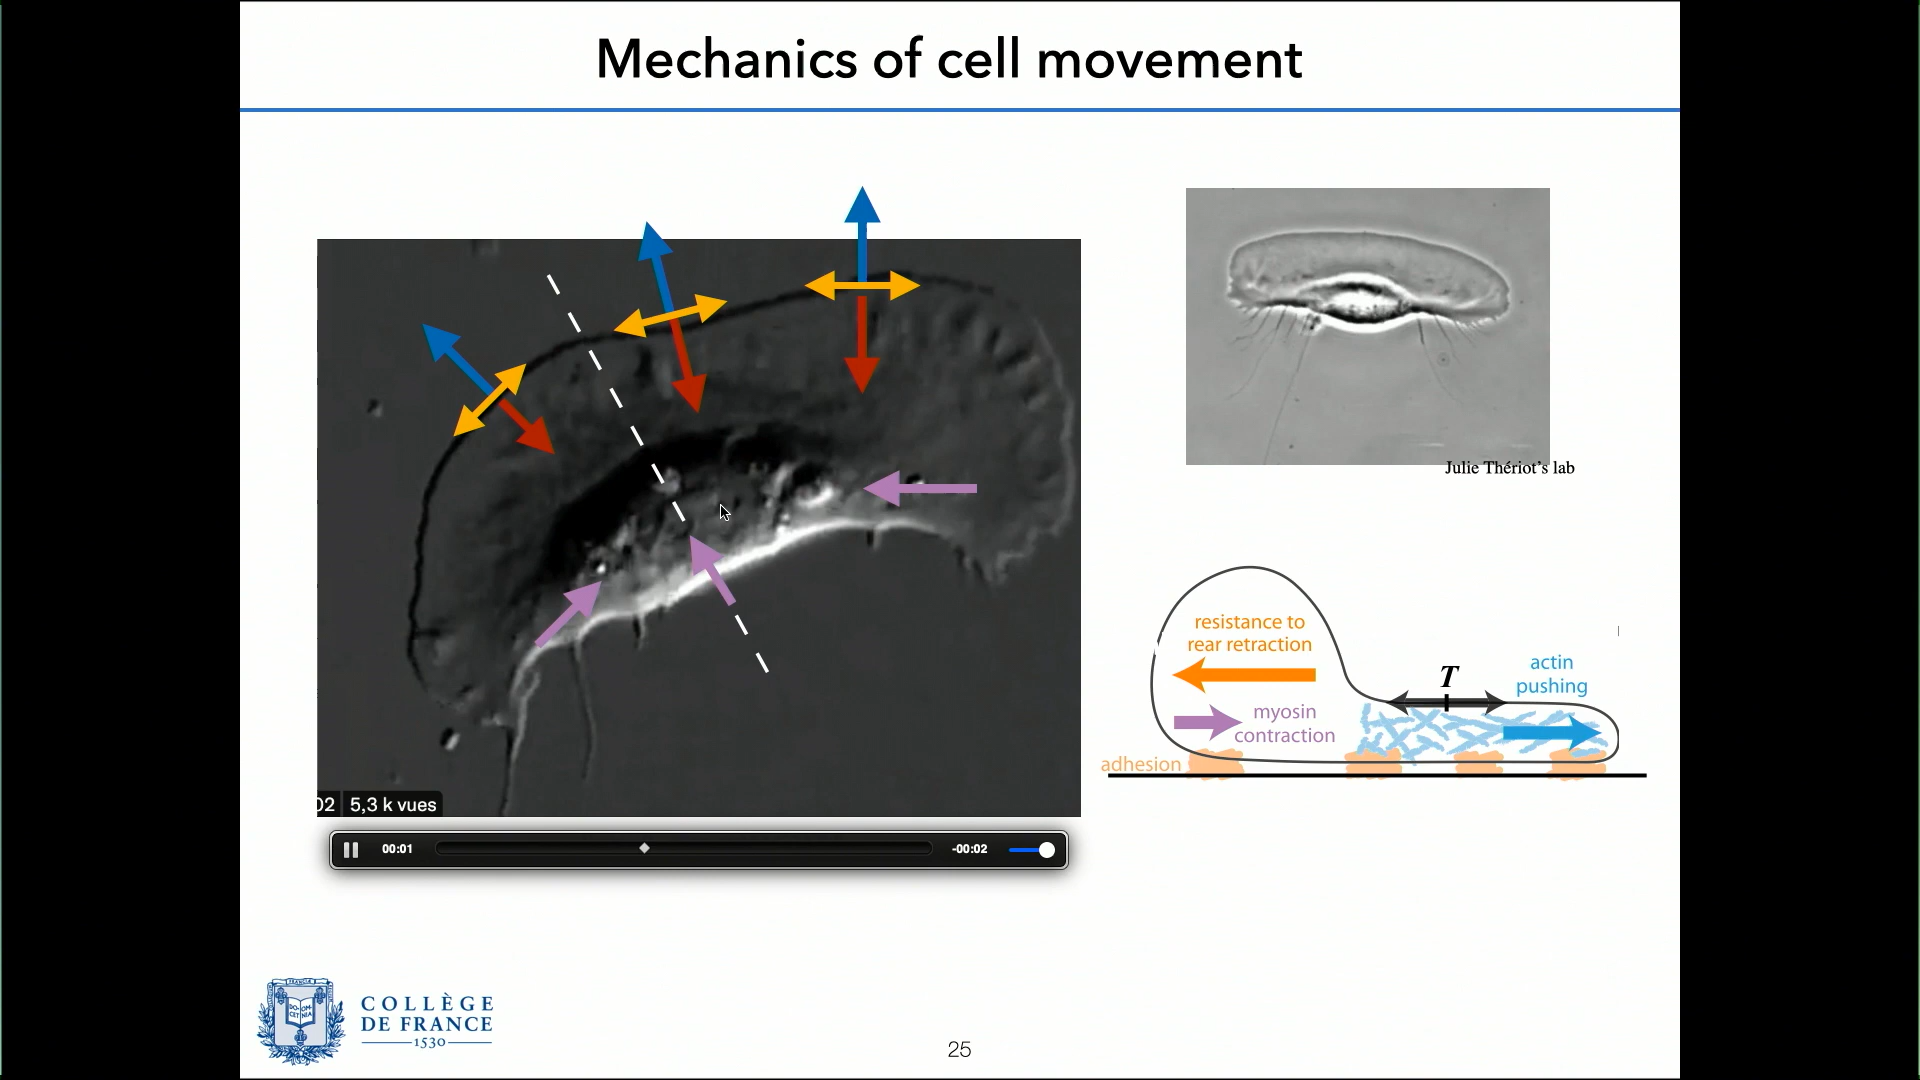 Mechanics of cell movement
Julie Thériot's lab
resistance to
rear retraction
T
actin
pushing
myosin
contraction
adhesion
02 5,3 k vues
00:01 -00:02
COLLÈGE
DE FRANCE
1530
25